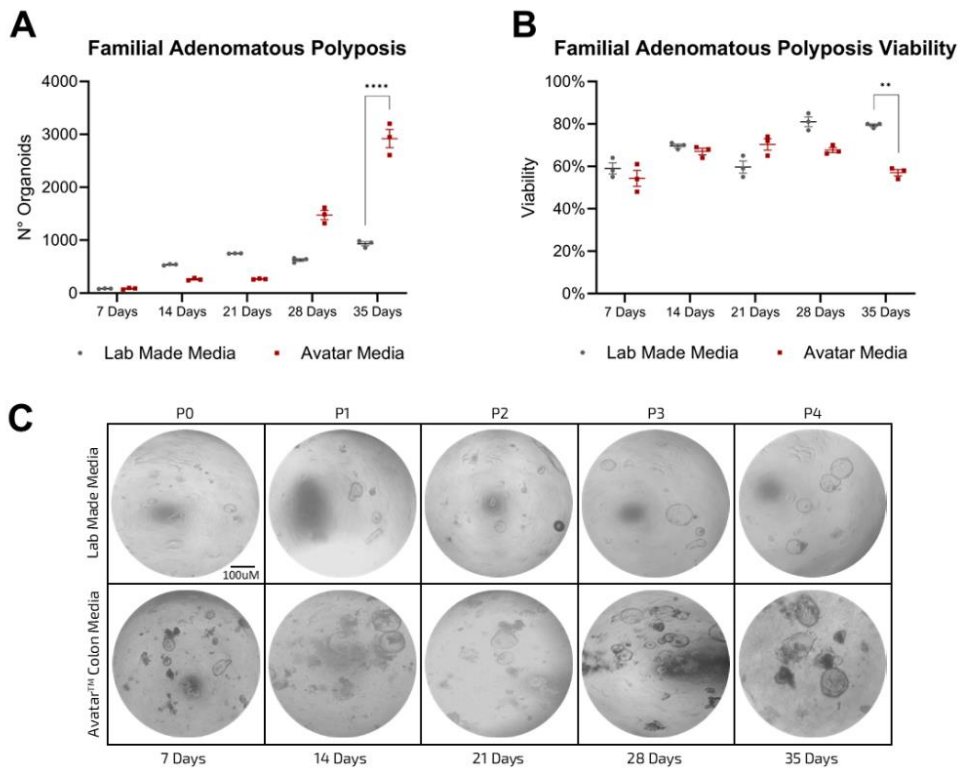 A
Familial Adenomatous Polyposis
N° Organoids
4000
3000
2000
1000
0
****
7 Days
14 Days
21 Days
28 Days
35 Days
Lab Made Media
Avatar Media
B
Familial Adenomatous Polyposis Viability
Viability
100%
80%
60%
40%
20%
0%
**
7 Days
14 Days
21 Days
28 Days
35 Days
Lab Made Media
Avatar Media
C
P0 P1 P2 P3 P4
Lab Made Media
100uM
Avatar™ Colon Media
7 Days 14 Days 21 Days 28 Days 35 Days